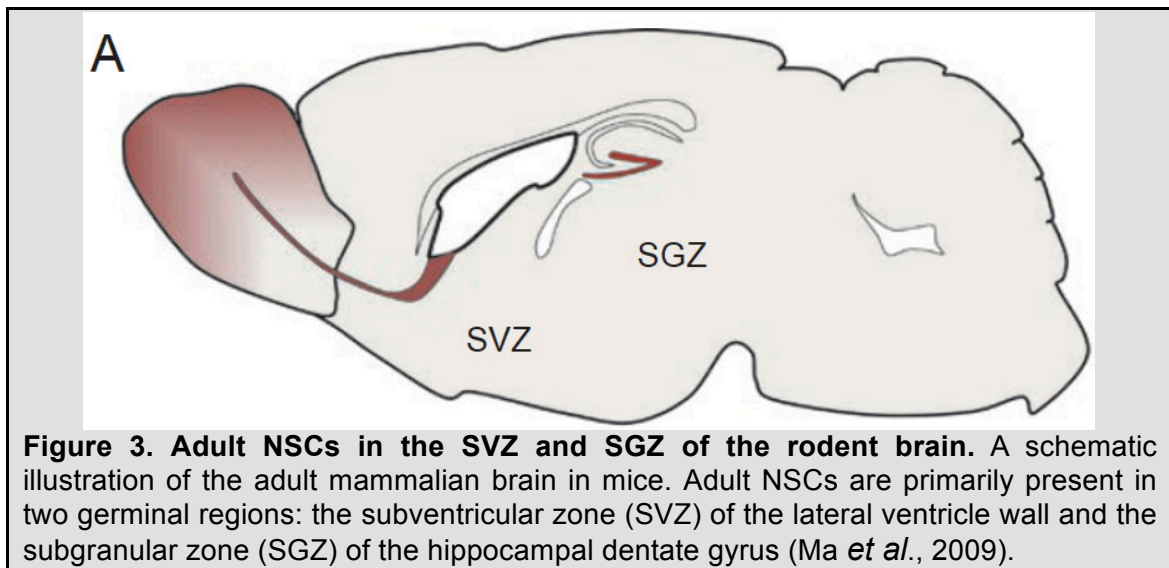 A
SGZ
SVZ
Figure 3. Adult NSCs in the SVZ and SGZ of the rodent brain. A schematic
illustration of the adult mammalian brain in mice. Adult NSCs are primarily present in
two germinal regions: the subventricular zone (SVZ) of the lateral ventricle wall and the
subgranular zone (SGZ) of the hippocampal dentate gyrus (Ma et al., 2009).